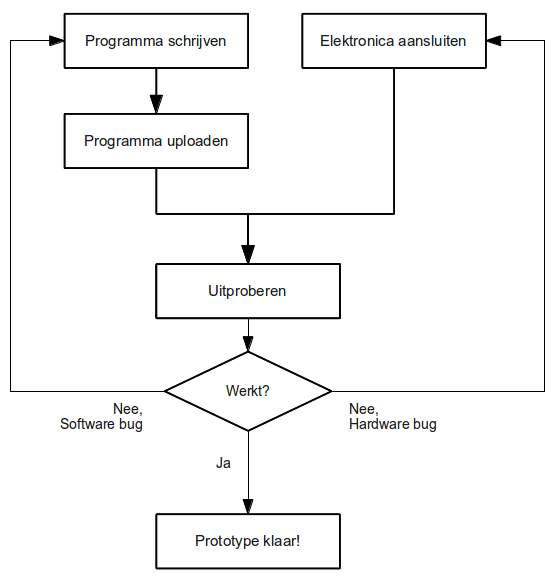 Programma schrijven
Elektronica aansluiten
Programma uploaden
Uitproberen
Werkt?
Nee,
Software bug
Nee,
Hardware bug
Ja
Prototype klaar!